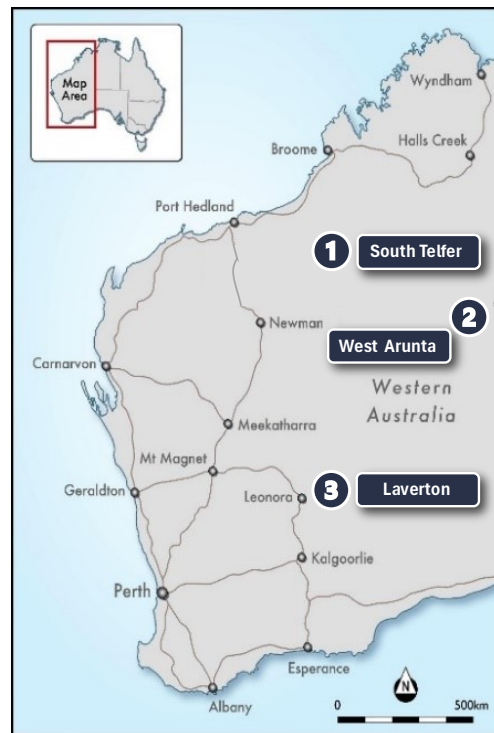 Map
Area
Wyndham
Halls Creek
Broome
Port Hedland
1 South Telfer
2
Newman
West Arunta
Carnarvon
Western
Australia
Meekatharra
Mt Magnet
Geraldton
Leonora
3 Laverton
Kalgoorlie
Perth
Esperance
Albany
N
0 500km